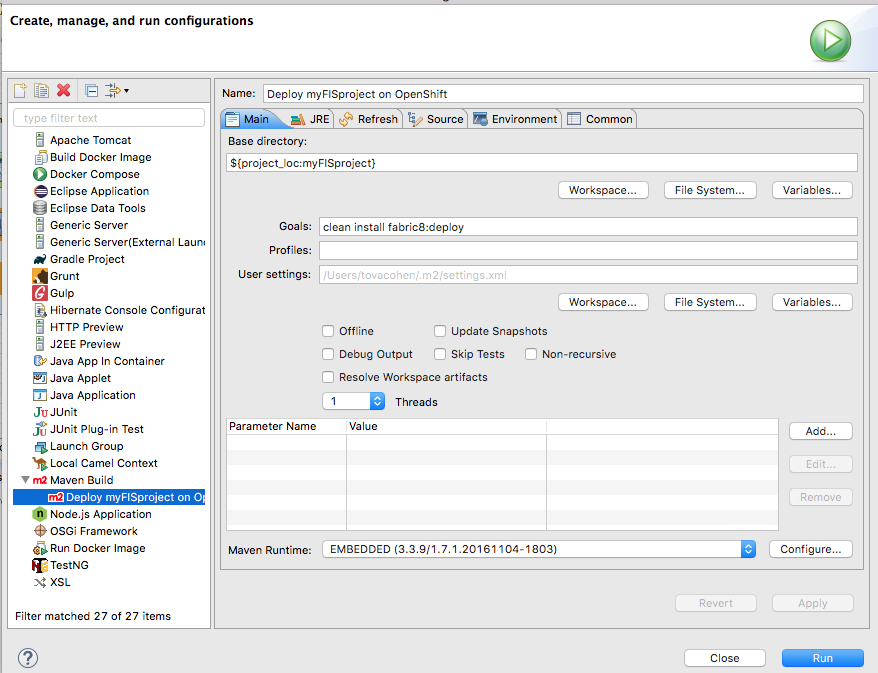 Create, manage, and run configurations
type filter text
Apache Tomcat
Build Docker Image
Docker Compose
Eclipse Application
Eclipse Data Tools
Generic Server
Generic Server(External Laun
Gradle Project
Grunt
Gulp
Hibernate Console Configurat
HTTP Preview
J2EE Preview
Java App In Container
Java Applet
Java Application
Ju JUnit
JUnit Plug-in Test
Launch Group
Local Camel Context
m2 Maven Build
m2 Deploy myFISproject on Op
n Node.js Application
OSGi Framework
Run Docker Image
TestNG
XSL
Filter matched 27 of 27 items
Name: Deploy myFISproject on OpenShift
Main JRE Refresh Source Environment Common
Base directory:
${project_loc:myFISproject}
Workspace... File System... Variables...
Goals: clean install fabric8:deploy
Profiles:
User settings: /Users/tovacohen/.m2/settings.xml
Workspace... File System... Variables...
Offline Update Snapshots
Debug Output Skip Tests Non-recursive
Resolve Workspace artifacts
1 Threads
Parameter Name Value
Add...
Edit...
Remove
Maven Runtime: EMBEDDED (3.3.9/1.7.1.20161104-1803) Configure...
Revert Apply
? Close Run